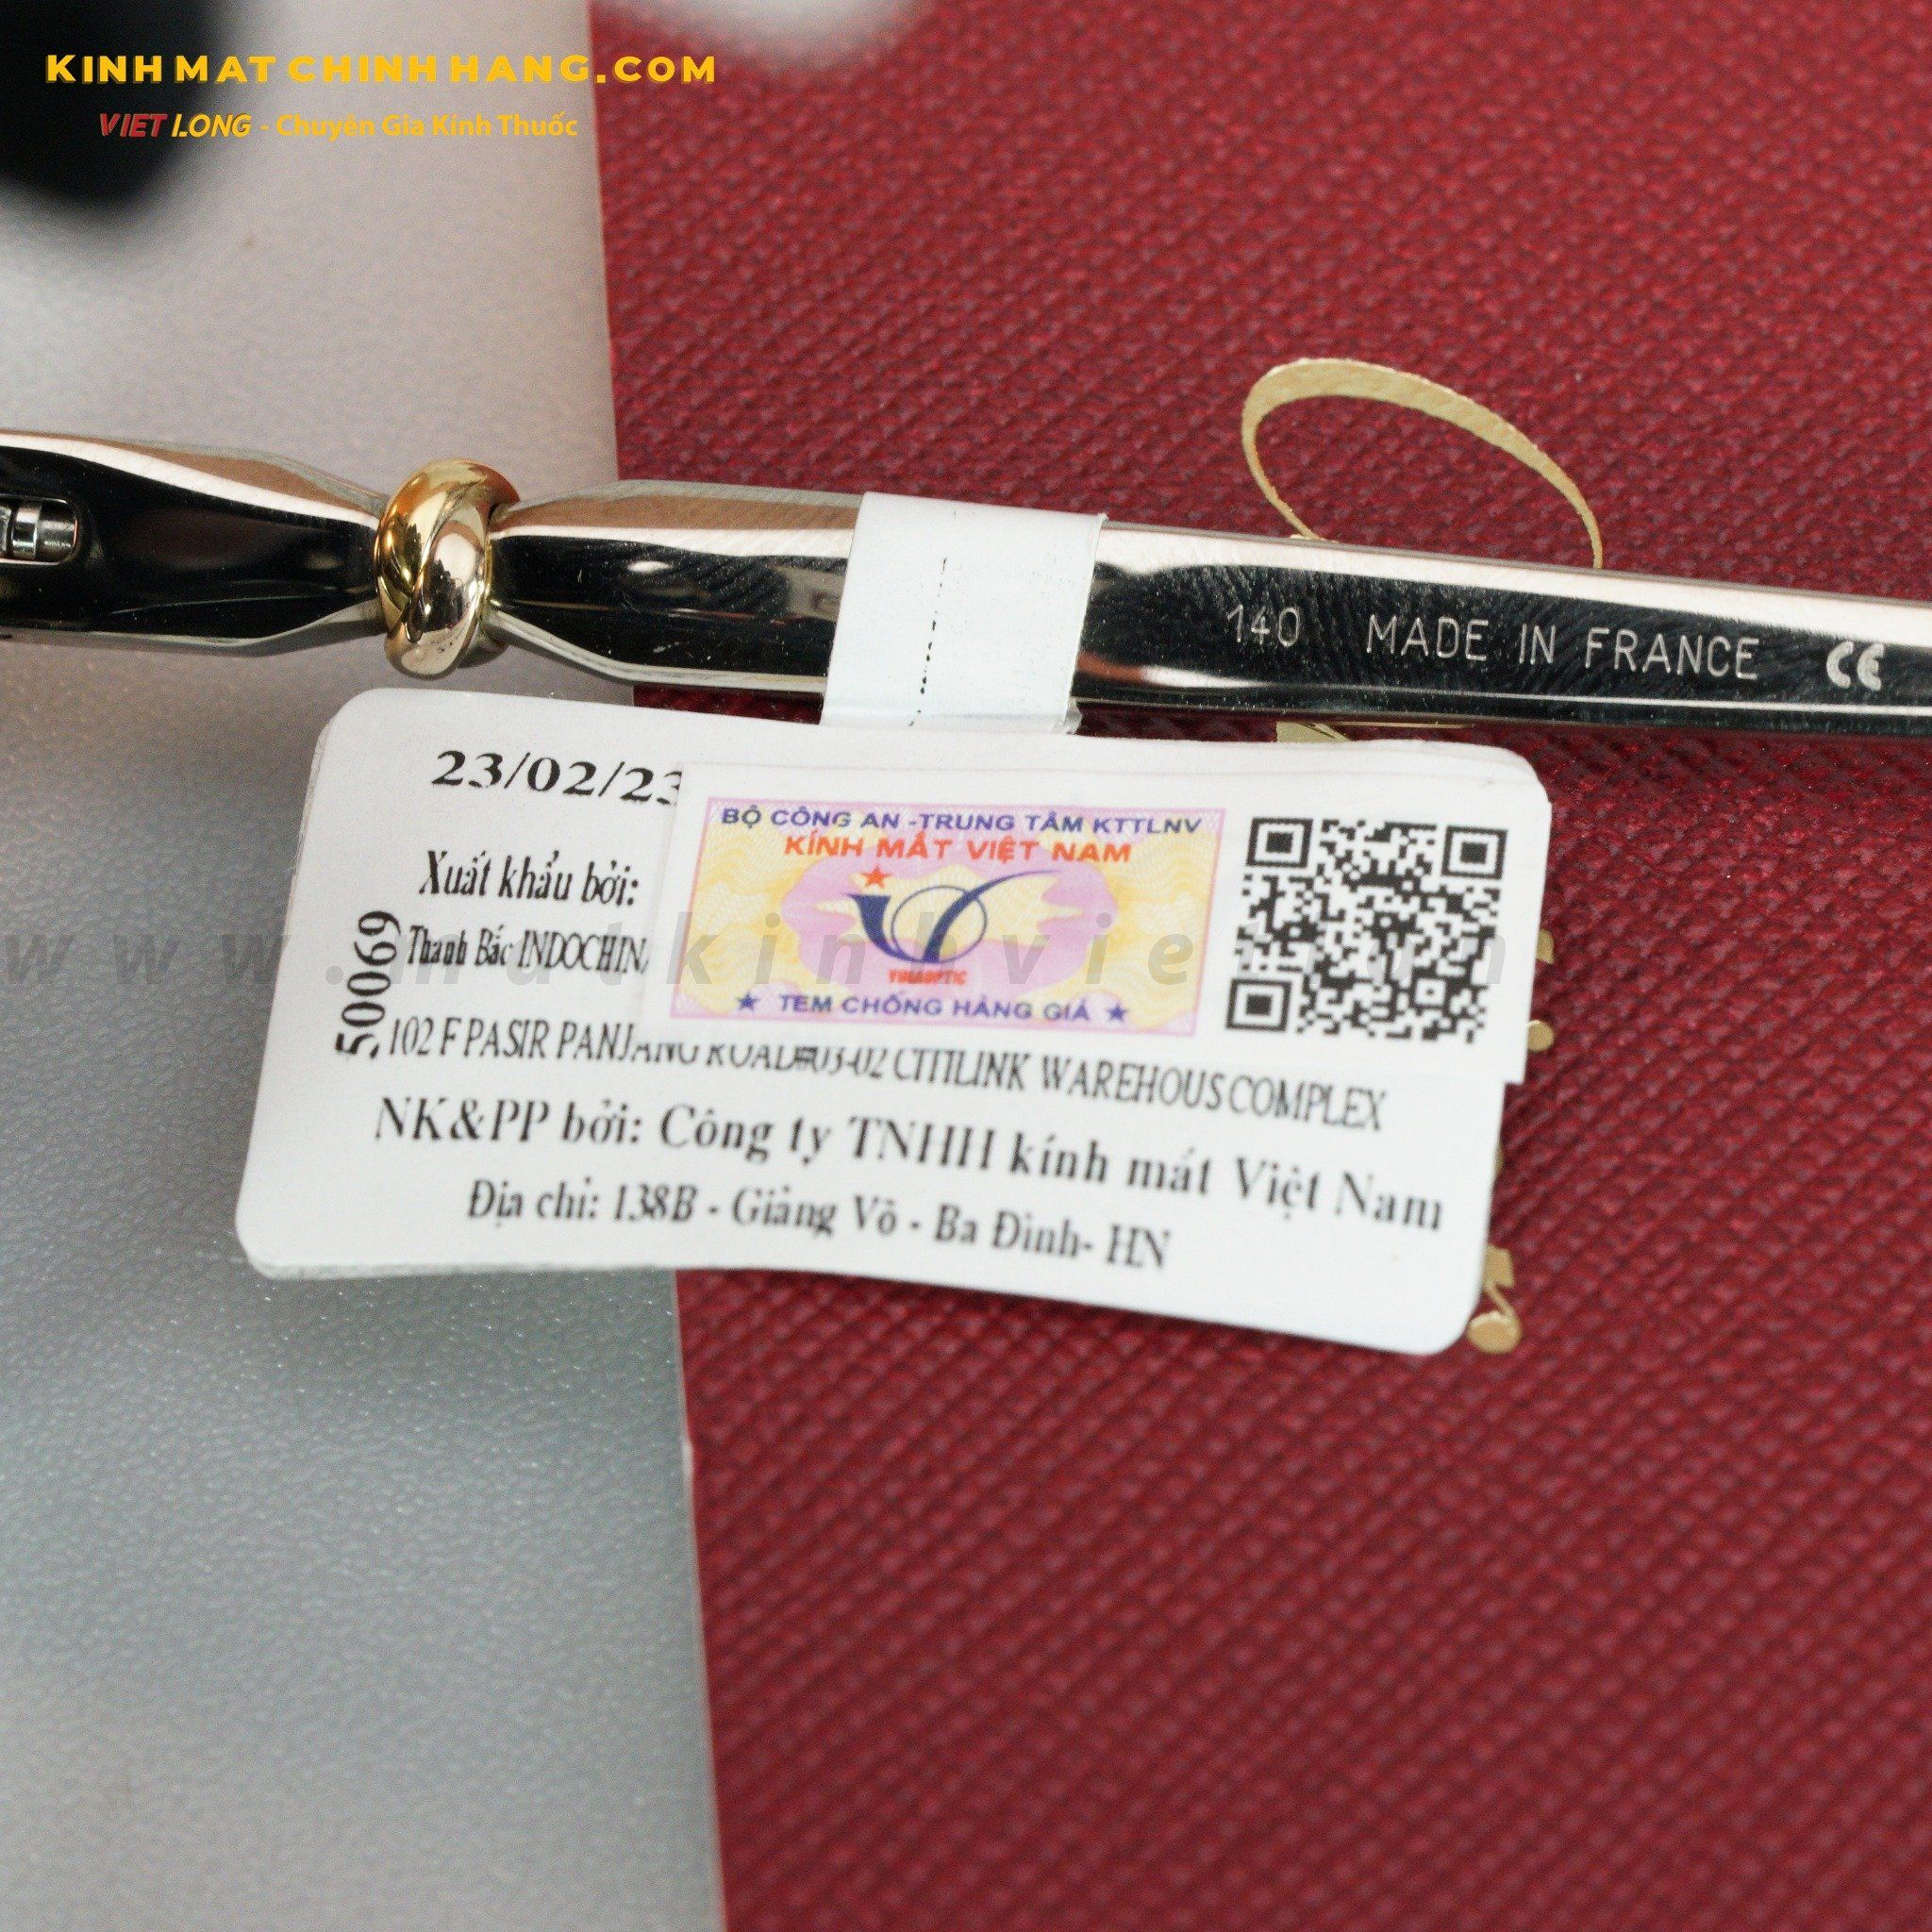 KINH MAT CHINH HANG.COM
VIET LONG - Chuyên Gia Kính Thuốc
140 MADE IN FRANCE CE
23/02/23
BỘ CÔNG AN -TRUNG TÂM KTTLNV
KÍNH MẮT VIỆT NAM
VINAOPTIC
★ TEM CHỐNG HÀNG GIẢ ★
Xuất khẩu bởi:
Thanh Bắc INDOCHINA
50069
102 F PASIR PANJANG ROAD#03-02 CITILINK WAREHOUS COMPLEX
NK&PP bởi: Công ty TNHH kính mắt Việt Nam
Địa chỉ: 138B - Giảng Võ - Ba Đình- HN